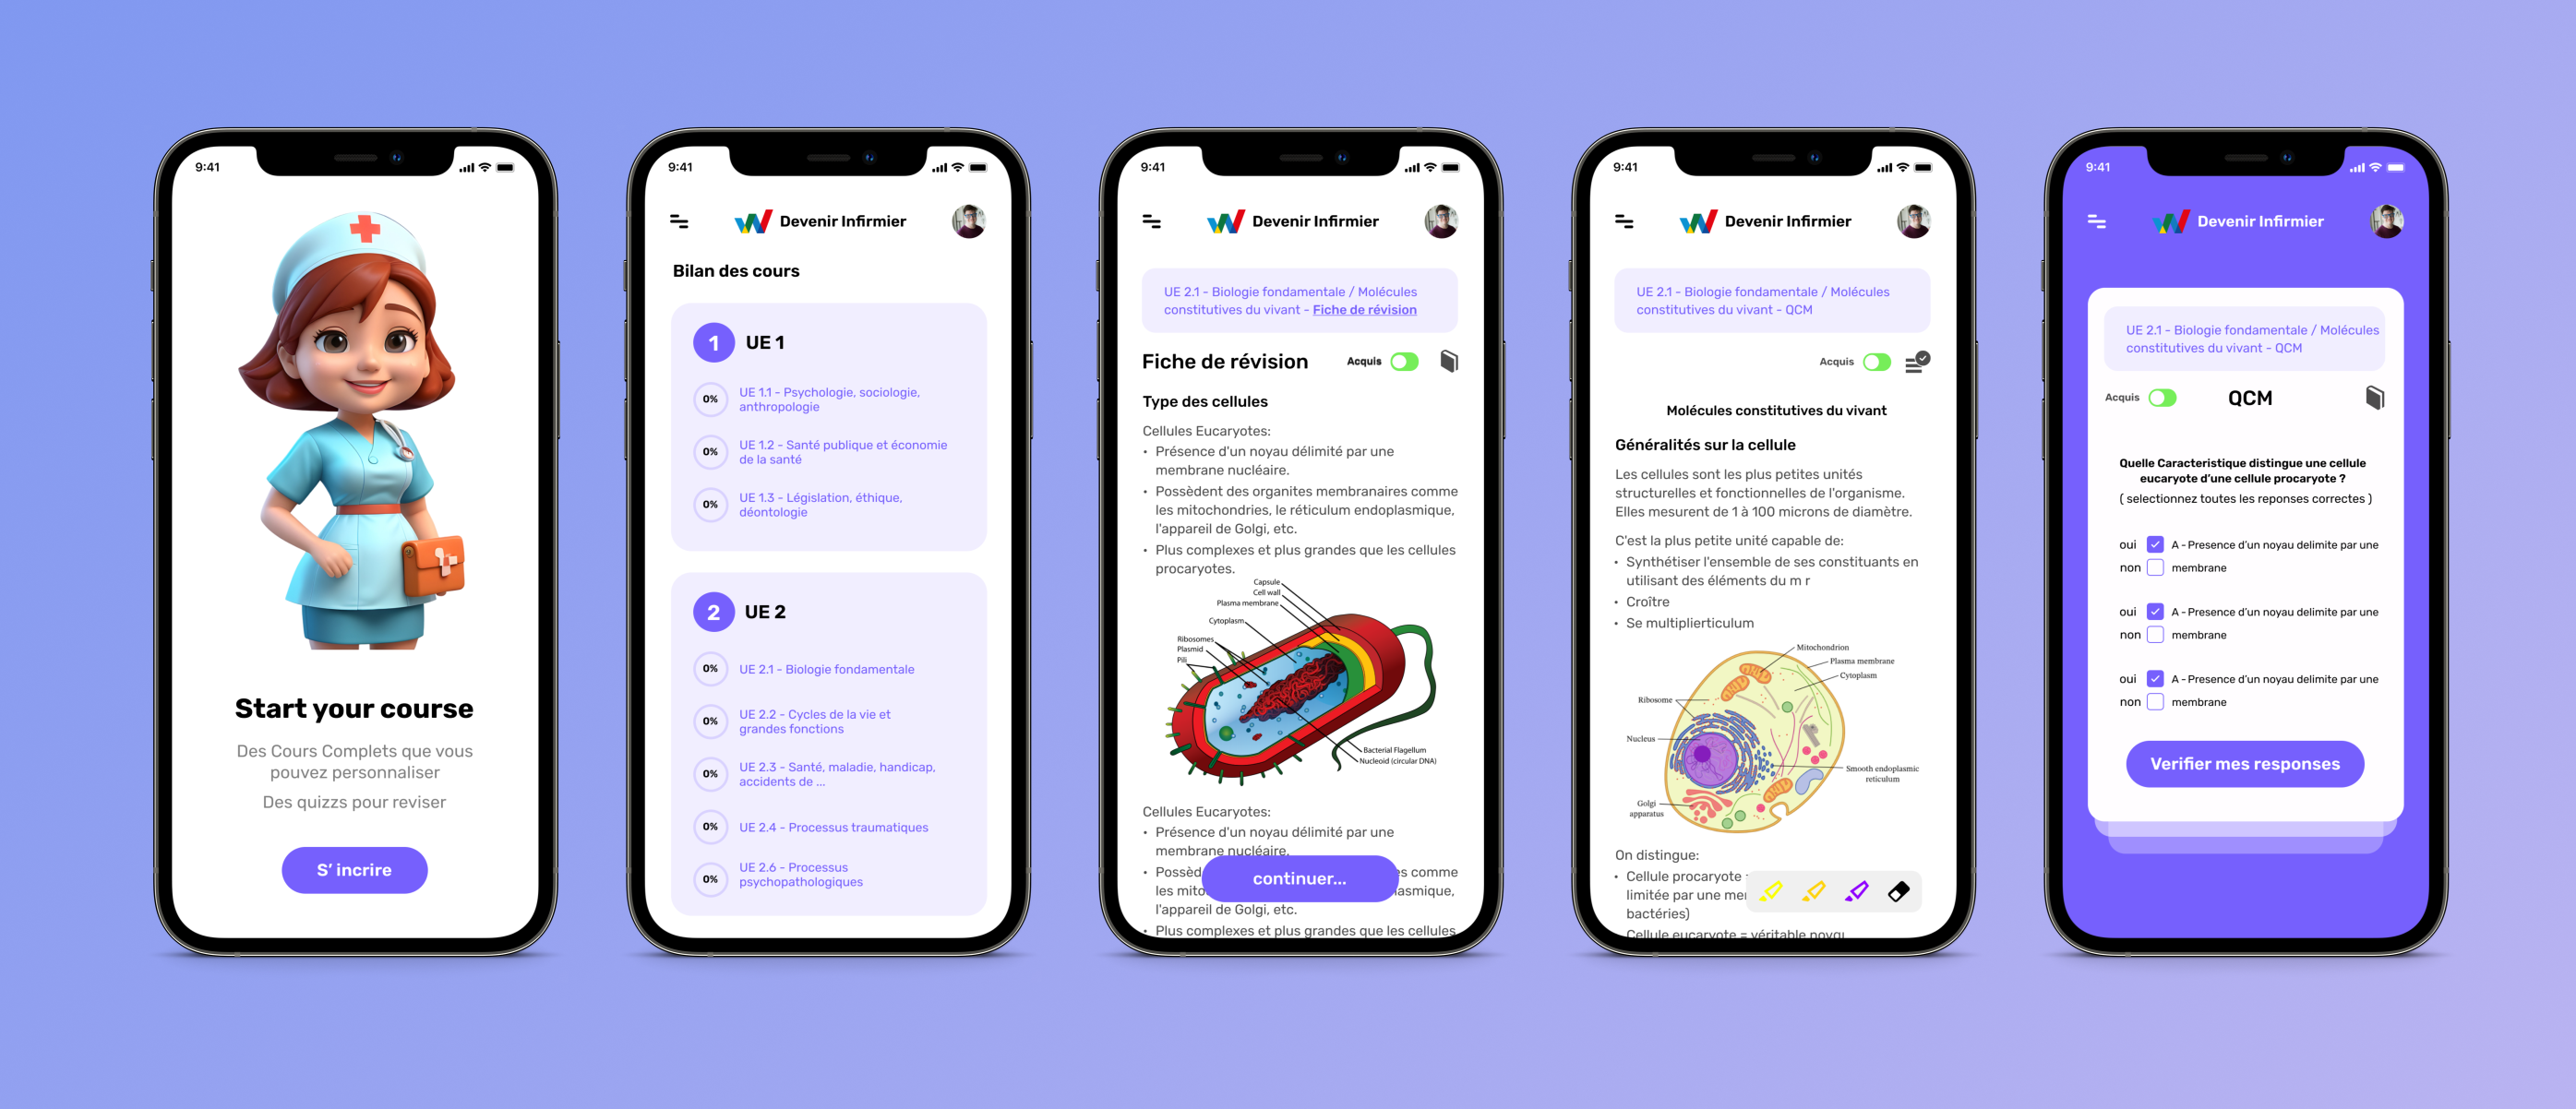 9:41
Start your course
Des Cours Complets que vous
pouvez personnaliser
Des quizzs pour reviser
S' incrire
9:41
Devenir Infirmier
Bilan des cours
1 UE 1
0% UE 1.1 - Psychologie, sociologie,
anthropologie
0% UE 1.2 - Santé publique et économie
de la santé
0% UE 1.3 - Législation, éthique,
déontologie
2 UE 2
0% UE 2.1 - Biologie fondamentale
0% UE 2.2 - Cycles de la vie et
grandes fonctions
0% UE 2.3 - Santé, maladie, handicap,
accidents de ...
0% UE 2.4 - Processus traumatiques
0% UE 2.6 - Processus
psychopathologiques
9:41
Devenir Infirmier
UE 2.1 - Biologie fondamentale / Molécules
constitutives du vivant - Fiche de révision
Fiche de révision Acquis
Type des cellules
Cellules Eucaryotes:
• Présence d'un noyau délimité par une
membrane nucléaire.
• Possèdent des organites membranaires comme
les mitochondries, le réticulum endoplasmique,
l'appareil de Golgi, etc.
• Plus complexes et plus grandes que les cellules
procaryotes.
Capsule
Cell wall
Plasma membrane
Cytoplasm
Ribosomes
Plasmid
Pili
Bacterial Flagellum
Nucleoid (circular DNA)
Cellules Eucaryotes:
• Présence d'un noyau délimité par une
membrane nucléaire.
• Possèd es comme
les mito lasmique,
continuer...
l'appareil de Golgi, etc.
• Plus complexes et plus grandes que les cellules
9:41
Devenir Infirmier
UE 2.1 - Biologie fondamentale / Molécules
constitutives du vivant - QCM
Acquis
Molécules constitutives du vivant
Généralités sur la cellule
Les cellules sont les plus petites unités
structurelles et fonctionnelles de l'organisme.
Elles mesurent de 1 à 100 microns de diamètre.
C'est la plus petite unité capable de:
• Synthétiser l'ensemble de ses constituants en
utilisant des éléments du m r
• Croître
• Se multiplierticulum
Mitochondrion
Plasma membrane
Cytoplasm
Ribosome
Nucleus
Smooth endoplasmic
reticulum
Golgi
apparatus
On distingue:
• Cellule procaryote
limitée par une me
bactéries)
Cellule eucaryote = véritable noyau
9:41
Devenir Infirmier
UE 2.1 - Biologie fondamentale / Molécules
constitutives du vivant - QCM
Acquis QCM
Quelle Caracteristique distingue une cellule
eucaryote d'une cellule procaryote ?
( selectionnez toutes les reponses correctes )
oui A - Presence d'un noyau delimite par une
non membrane
oui A - Presence d'un noyau delimite par une
non membrane
oui A - Presence d'un noyau delimite par une
non membrane
Verifier mes responses